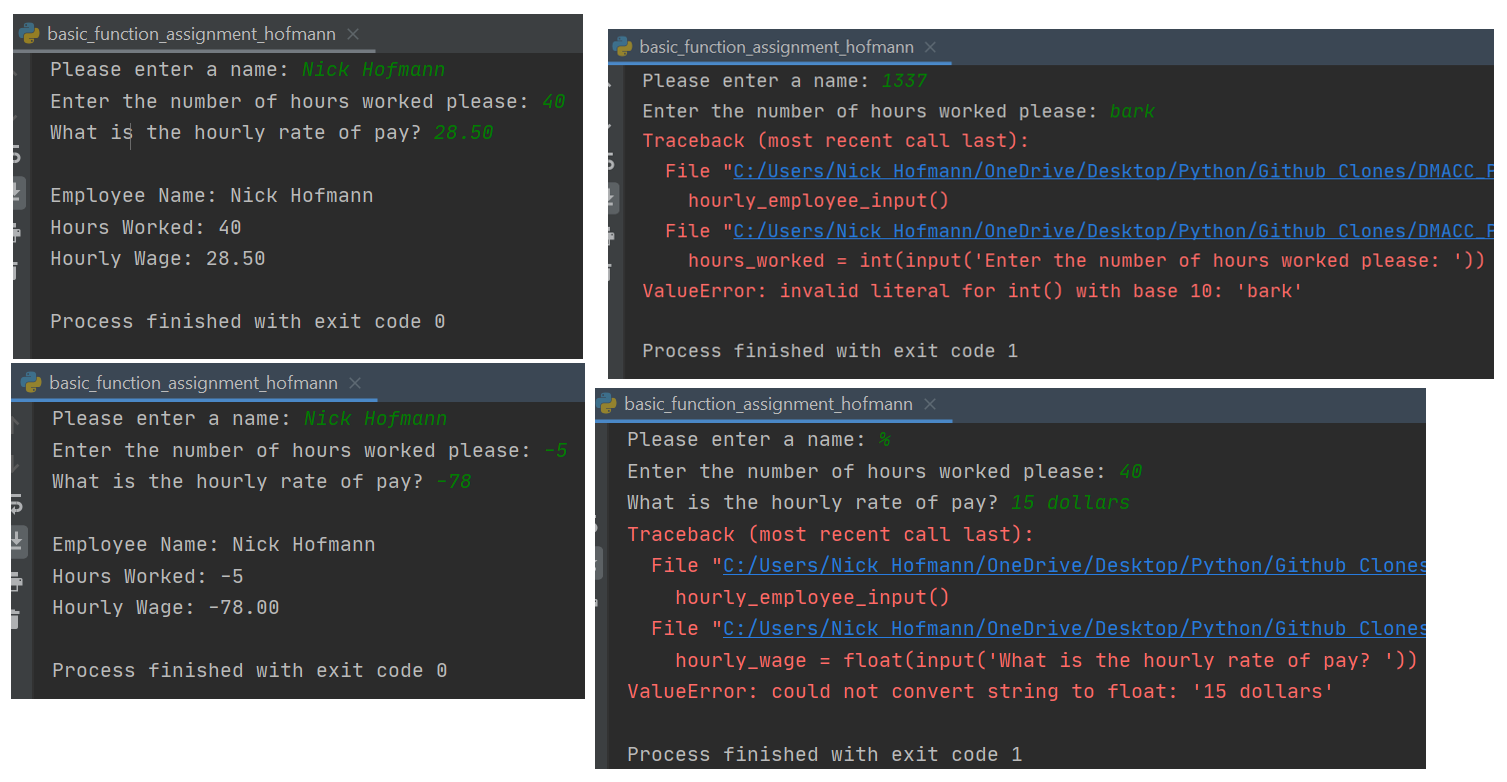 basic_function_assignment_hofmann
Please enter a name: Nick Hofmann
Enter the number of hours worked please: 40
What is the hourly rate of pay? 28.50
Employee Name: Nick Hofmann
Hours Worked: 40
Hourly Wage: 28.50
Process finished with exit code 0
basic_function_assignment_hofmann
Please enter a name: 1337
Enter the number of hours worked please: bark
Traceback (most recent call last):
File "C:/Users/Nick Hofmann/OneDrive/Desktop/Python/Github Clones/DMACC_P
hourly_employee_input()
File "C:/Users/Nick Hofmann/OneDrive/Desktop/Python/Github Clones/DMACC_P
hours_worked = int(input('Enter the number of hours worked please: '))
ValueError: invalid literal for int() with base 10: 'bark'
Process finished with exit code 1
basic_function_assignment_hofmann
Please enter a name: Nick Hofmann
Enter the number of hours worked please: -5
What is the hourly rate of pay? -78
Employee Name: Nick Hofmann
Hours Worked: -5
Hourly Wage: -78.00
Process finished with exit code 0
basic_function_assignment_hofmann
Please enter a name: %
Enter the number of hours worked please: 40
What is the hourly rate of pay? 15 dollars
Traceback (most recent call last):
File "C:/Users/Nick Hofmann/OneDrive/Desktop/Python/Github Clones
hourly_employee_input()
File "C:/Users/Nick Hofmann/OneDrive/Desktop/Python/Github Clones
hourly_wage = float(input('What is the hourly rate of pay? '))
ValueError: could not convert string to float: '15 dollars'
Process finished with exit code 1